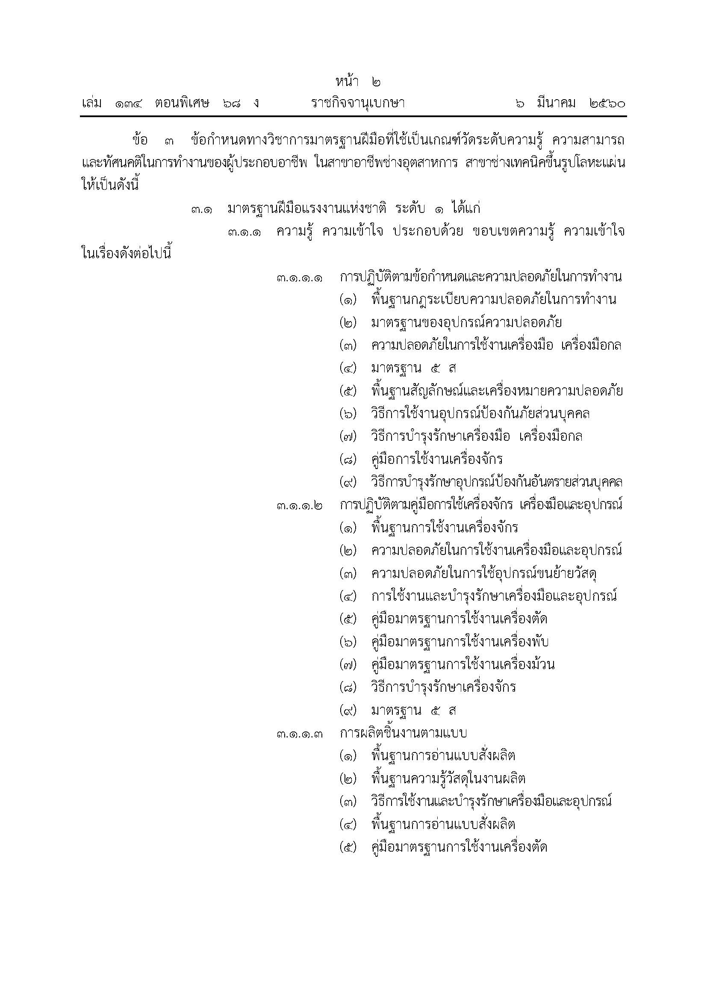 หน้า ๒
เล่ม ๑๓๔ ตอนพิเศษ ๖๘ ง ราชกิจจานุเบกษา ๖ มีนาคม ๒๕๖๐
ข้อ ๓ ข้อกำหนดทางวิชาการมาตรฐานฝีมือที่ใช้เป็นเกณฑ์วัดระดับความรู้ ความสามารถ
และทัศนคติในการทำงานของผู้ประกอบอาชีพ ในสาขาอาชีพช่างอุตสาหการ สาขาช่างเทคนิคขึ้นรูปโลหะแผ่น
ให้เป็นดังนี้
๓.๑ มาตรฐานฝีมือแรงงานแห่งชาติ ระดับ ๑ ได้แก่
๓.๑.๑ ความรู้ ความเข้าใจ ประกอบด้วย ขอบเขตความรู้ ความเข้าใจ
ในเรื่องดังต่อไปนี้
๓.๑.๑.๑ การปฏิบัติตามข้อกำหนดและความปลอดภัยในการทำงาน
(๑) พื้นฐานกฎระเบียบความปลอดภัยในการทำงาน
(๒) มาตรฐานของอุปกรณ์ความปลอดภัย
(๓) ความปลอดภัยในการใช้งานเครื่องมือ เครื่องมือกล
(๔) มาตรฐาน ๕ ส
(๕) พื้นฐานสัญลักษณ์และเครื่องหมายความปลอดภัย
(๖) วิธีการใช้งานอุปกรณ์ป้องกันภัยส่วนบุคคล
(๗) วิธีการบำรุงรักษาเครื่องมือ เครื่องมือกล
(๘) คู่มือการใช้งานเครื่องจักร
(๙) วิธีการบำรุงรักษาอุปกรณ์ป้องกันอันตรายส่วนบุคคล
๓.๑.๑.๒ การปฏิบัติตามคู่มือการใช้เครื่องจักร เครื่องมือและอุปกรณ์
(๑) พื้นฐานการใช้งานเครื่องจักร
(๒) ความปลอดภัยในการใช้งานเครื่องมือและอุปกรณ์
(๓) ความปลอดภัยในการใช้อุปกรณ์ขนย้ายวัสดุ
(๔) การใช้งานและบำรุงรักษาเครื่องมือและอุปกรณ์
(๕) คู่มือมาตรฐานการใช้งานเครื่องตัด
(๖) คู่มือมาตรฐานการใช้งานเครื่องพับ
(๗) คู่มือมาตรฐานการใช้งานเครื่องม้วน
(๘) วิธีการบำรุงรักษาเครื่องจักร
(๙) มาตรฐาน ๕ ส
๓.๑.๑.๓ การผลิตชิ้นงานตามแบบ
(๑) พื้นฐานการอ่านแบบสั่งผลิต
(๒) พื้นฐานความรู้วัสดุในงานผลิต
(๓) วิธีการใช้งานและบำรุงรักษาเครื่องมือและอุปกรณ์
(๔) พื้นฐานการอ่านแบบสั่งผลิต
(๕) คู่มือมาตรฐานการใช้งานเครื่องตัด